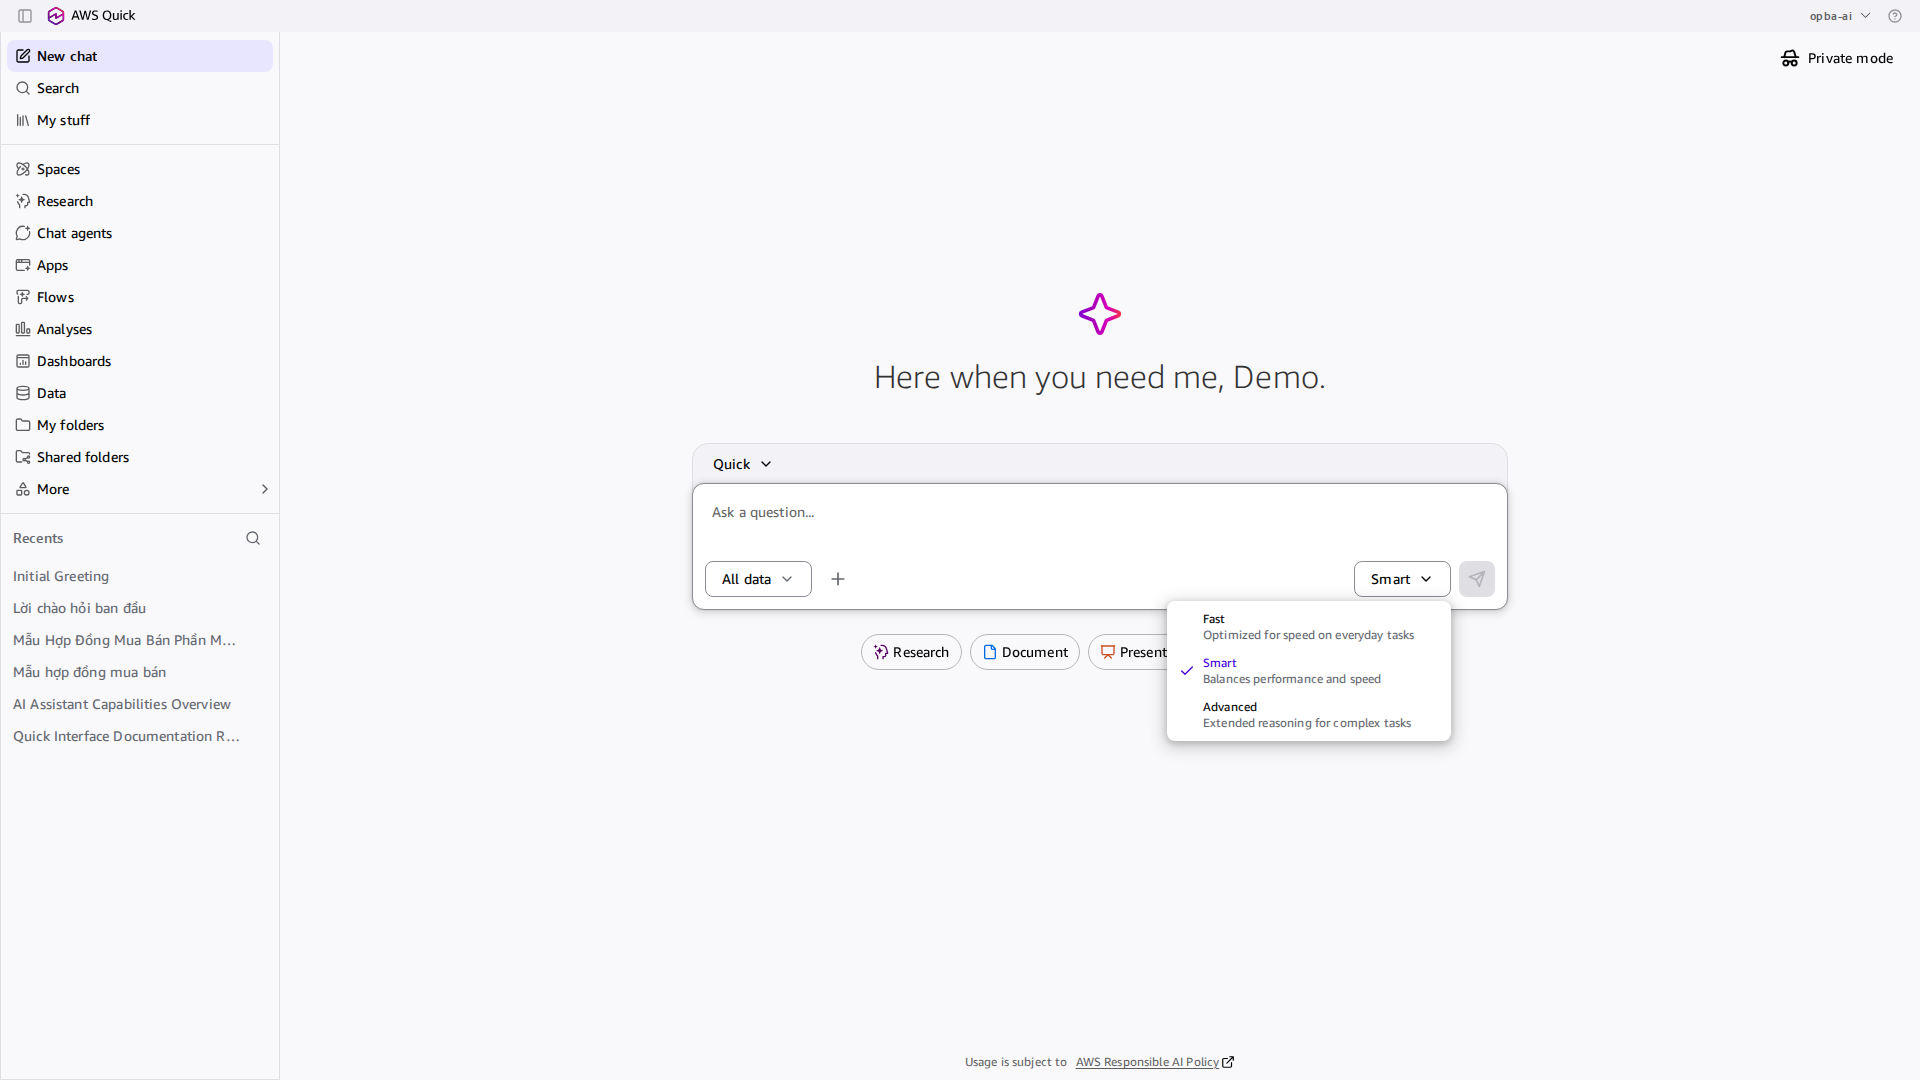 AWS Quick
opba-ai
New chat
Private mode
Search
My stuff
Spaces
Research
Chat agents
Apps
Flows
Analyses
Dashboards
Data
My folders
Shared folders
More
Recents
Initial Greeting
Lời chào hỏi ban đầu
Mẫu Hợp Đồng Mua Bán Phần M...
Mẫu hợp đồng mua bán
AI Assistant Capabilities Overview
Quick Interface Documentation R...
Here when you need me, Demo.
Quick
Ask a question...
All data
Smart
Research
Document
Present
Fast
Optimized for speed on everyday tasks
Smart
Balances performance and speed
Advanced
Extended reasoning for complex tasks
Usage is subject to AWS Responsible AI Policy